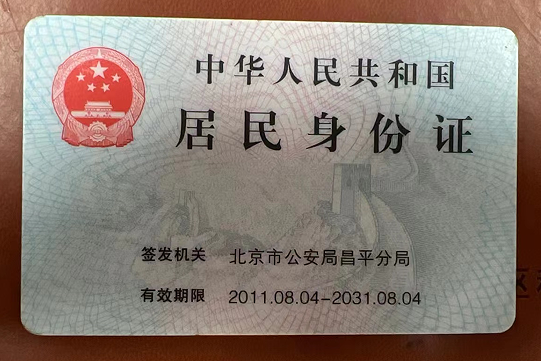 中华人民共和国
居民身份证
签发机关 北京市公安局昌平分局
有效期限 2011.08.04-2031.08.04
区